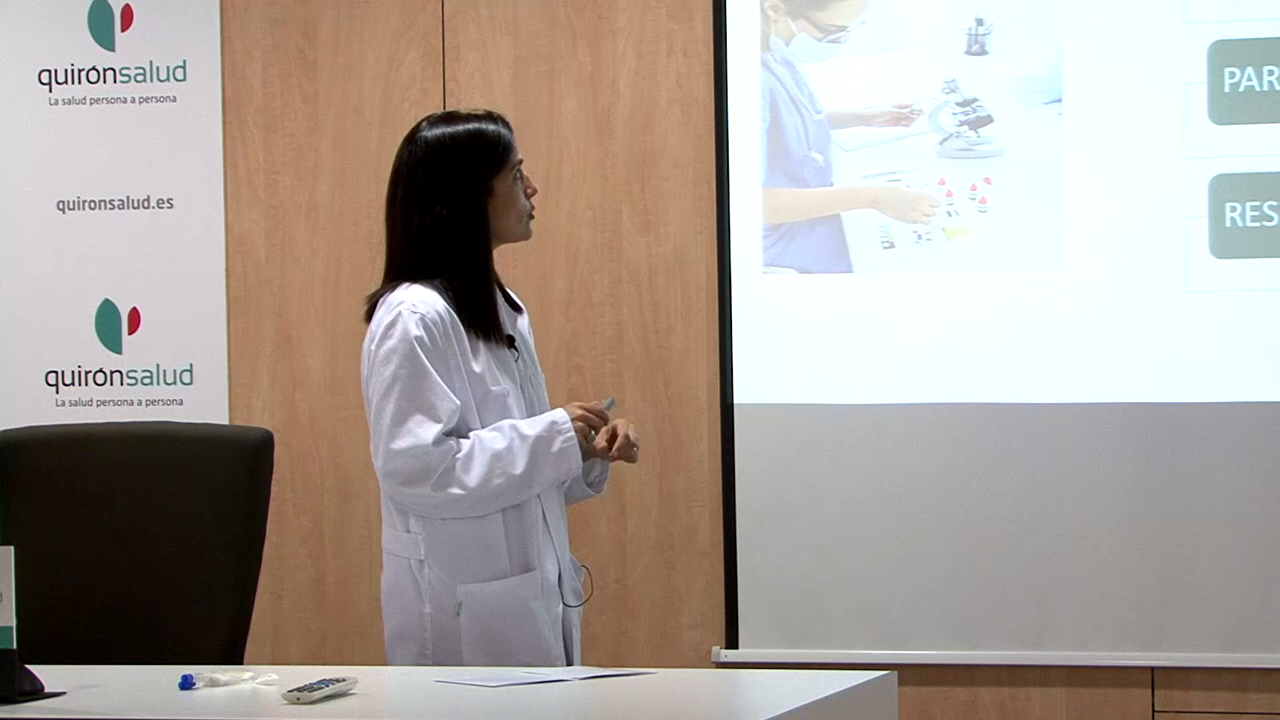 quirónsalud
La salud persona a persona
quironsalud.es
quirónsalud
La salud persona a persona
PAR
RES